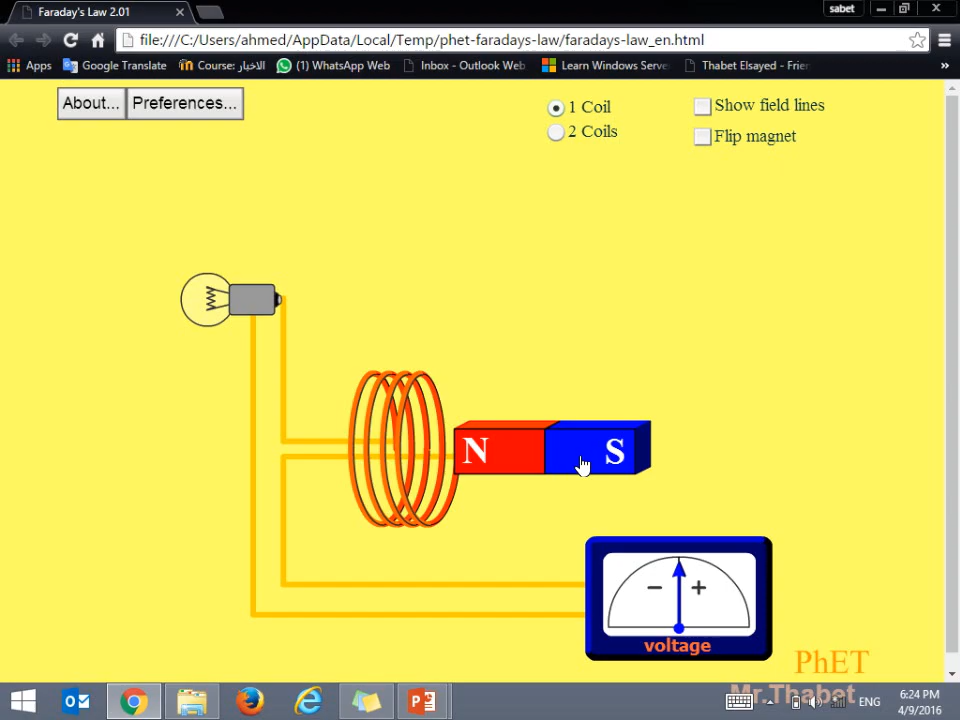 Faraday's Law 2.01
sabet
file:///C:/Users/ahmed/AppData/Local/Temp/phet-faradays-law/faradays-law_en.html
Apps Google Translate Course: الاخبار (1) WhatsApp Web Inbox - Outlook Web Learn Windows Serve Thabet Elsayed - Frie
About... Preferences...
1 Coil
2 Coils
Show field lines
Flip magnet
N S
− +
voltage
PhET
Mr.Thabet
ENG
6:24 PM
4/9/2016